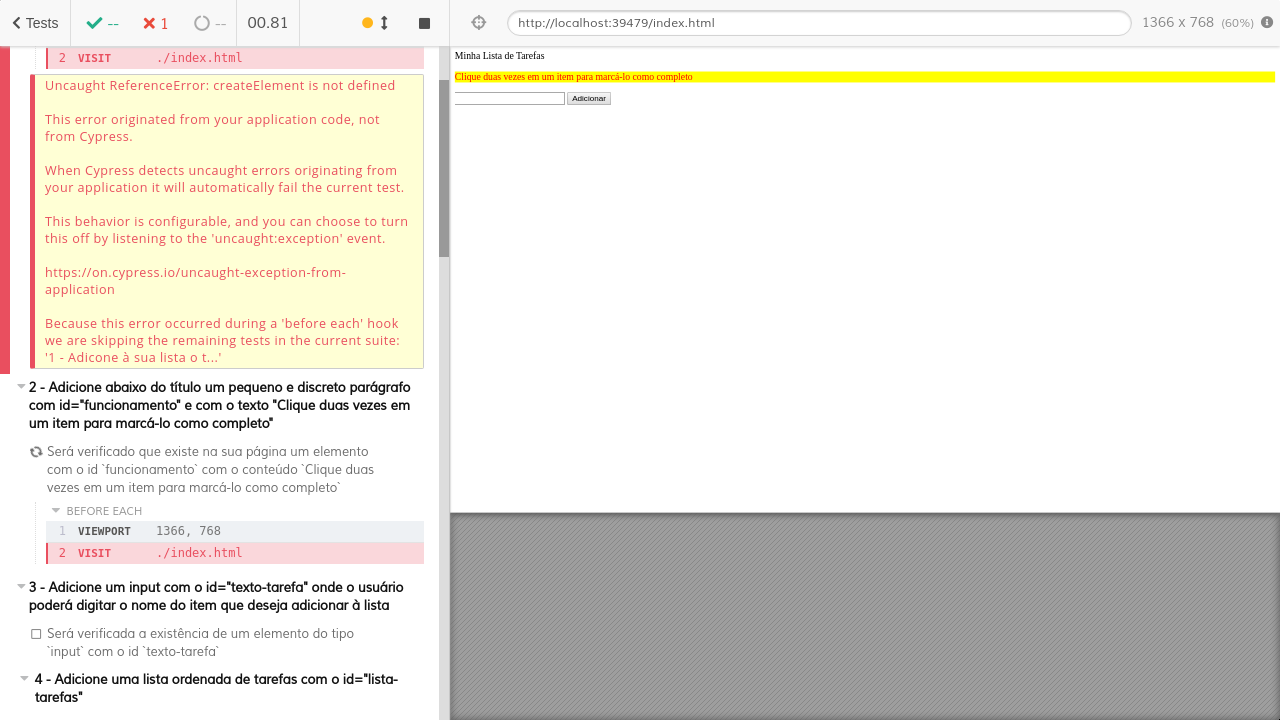 Tests
--
1
--
00.81
http://localhost:39479/index.html
1366 x 768 (60%)
2 VISIT ./index.html
Uncaught ReferenceError: createElement is not defined
This error originated from your application code, not
from Cypress.
When Cypress detects uncaught errors originating from
your application it will automatically fail the current test.
This behavior is configurable, and you can choose to turn
this off by listening to the 'uncaught:exception' event.
https://on.cypress.io/uncaught-exception-from-
application
Because this error occurred during a 'before each' hook
we are skipping the remaining tests in the current suite:
'1 - Adicone à sua lista o t...'
2 - Adicione abaixo do título um pequeno e discreto parágrafo
com id="funcionamento" e com o texto "Clique duas vezes em
um item para marcá-lo como completo"
Será verificado que existe na sua página um elemento
com o id `funcionamento` com o conteúdo `Clique duas
vezes em um item para marcá-lo como completo`
BEFORE EACH
1 VIEWPORT 1366, 768
2 VISIT ./index.html
3 - Adicione um input com o id="texto-tarefa" onde o usuário
poderá digitar o nome do item que deseja adicionar à lista
Será verificada a existência de um elemento do tipo
`input` com o id `texto-tarefa`
4 - Adicione uma lista ordenada de tarefas com o id="lista-
tarefas"
Minha Lista de Tarefas
Clique duas vezes em um item para marcá-lo como completo
Adicionar